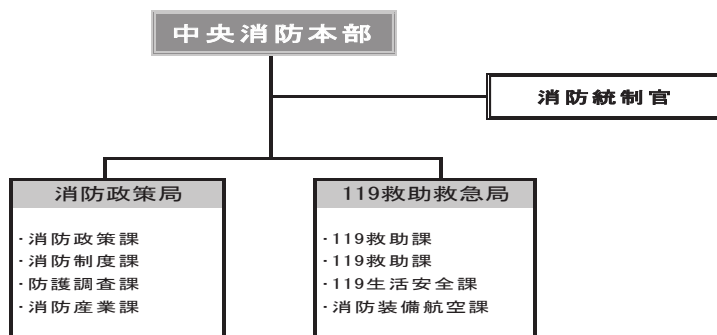 中央消防本部
消防統制官
消防政策局
・消防政策課
・消防制度課
・防護調査課
・消防産業課
119救助救急局
・119救助課
・119救助課
・119生活安全課
・消防装備航空課